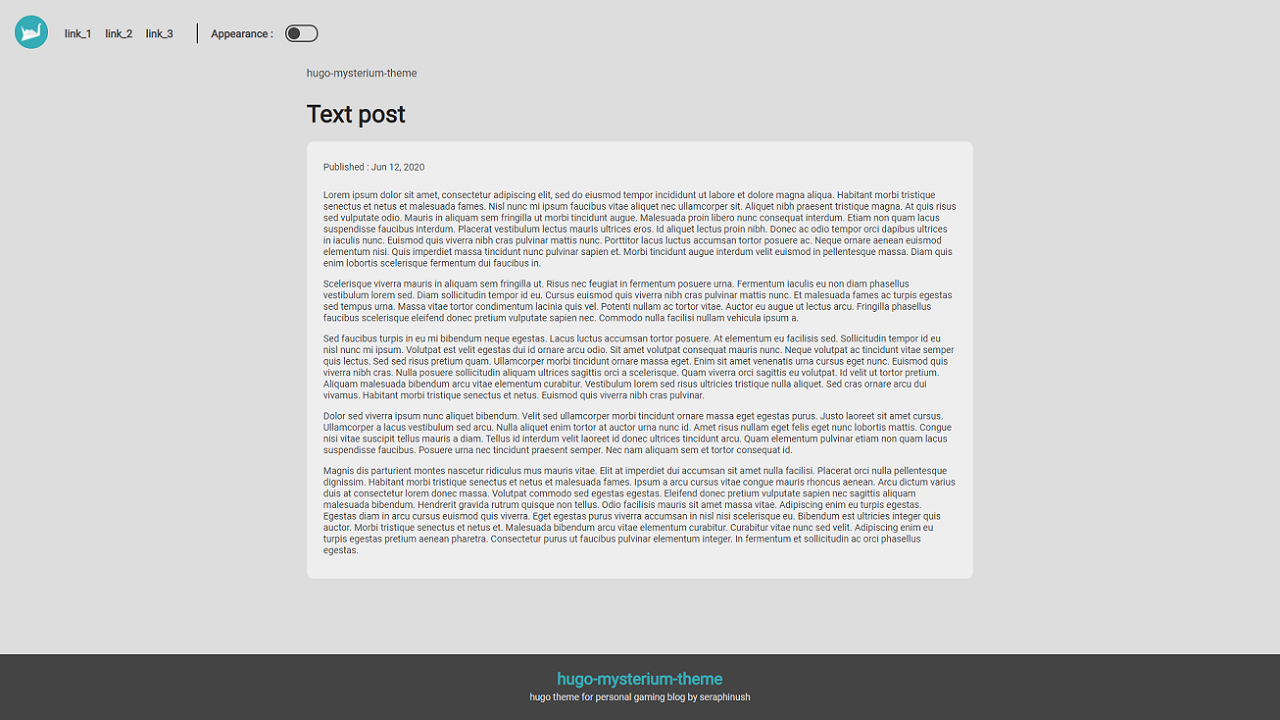 link_1 link_2 link_3 Appearance :
hugo-mysterium-theme
Text post
Published : Jun 12, 2020
Lorem ipsum dolor sit amet, consectetur adipiscing elit, sed do eiusmod tempor incididunt ut labore et dolore magna aliqua. Habitant morbi tristique
senectus et netus et malesuada fames. Nisl nunc mi ipsum faucibus vitae aliquet nec ullamcorper sit. Aliquet nibh praesent tristique magna. At quis risus
sed vulputate odio. Mauris in aliquam sem fringilla ut morbi tincidunt augue. Malesuada proin libero nunc consequat interdum. Etiam non quam lacus
suspendisse faucibus interdum. Placerat vestibulum lectus mauris ultrices eros. Id aliquet lectus proin nibh. Donec ac odio tempor orci dapibus ultrices
in iaculis nunc. Euismod quis viverra nibh cras pulvinar mattis nunc. Porttitor lacus luctus accumsan tortor posuere ac. Neque ornare aenean euismod
elementum nisi. Quis imperdiet massa tincidunt nunc pulvinar sapien et. Morbi tincidunt augue interdum velit euismod in pellentesque massa. Diam quis
enim lobortis scelerisque fermentum dui faucibus in.
Scelerisque viverra mauris in aliquam sem fringilla ut. Risus nec feugiat in fermentum posuere urna. Fermentum iaculis eu non diam phasellus
vestibulum lorem sed. Diam sollicitudin tempor id eu. Cursus euismod quis viverra nibh cras pulvinar mattis nunc. Et malesuada fames ac turpis egestas
sed tempus urna. Massa vitae tortor condimentum lacinia quis vel. Potenti nullam ac tortor vitae. Auctor eu augue ut lectus arcu. Fringilla phasellus
faucibus scelerisque eleifend donec pretium vulputate sapien nec. Commodo nulla facilisi nullam vehicula ipsum a.
Sed faucibus turpis in eu mi bibendum neque egestas. Lacus luctus accumsan tortor posuere. At elementum eu facilisis sed. Sollicitudin tempor id eu
nisl nunc mi ipsum. Volutpat est velit egestas dui id ornare arcu odio. Sit amet volutpat consequat mauris nunc. Neque volutpat ac tincidunt vitae semper
quis lectus. Sed sed risus pretium quam. Ullamcorper morbi tincidunt ornare massa eget. Enim sit amet venenatis urna cursus eget nunc. Euismod quis
viverra nibh cras. Nulla posuere sollicitudin aliquam ultrices sagittis orci a scelerisque. Quam viverra orci sagittis eu volutpat. Id velit ut tortor pretium.
Aliquam malesuada bibendum arcu vitae elementum curabitur. Vestibulum lorem sed risus ultricies tristique nulla aliquet. Sed cras ornare arcu dui
vivamus. Habitant morbi tristique senectus et netus. Euismod quis viverra nibh cras pulvinar.
Dolor sed viverra ipsum nunc aliquet bibendum. Velit sed ullamcorper morbi tincidunt ornare massa eget egestas purus. Justo laoreet sit amet cursus.
Ullamcorper a lacus vestibulum sed arcu. Nulla aliquet enim tortor at auctor urna nunc id. Amet risus nullam eget felis eget nunc lobortis mattis. Congue
nisi vitae suscipit tellus mauris a diam. Tellus id interdum velit laoreet id donec ultrices tincidunt arcu. Quam elementum pulvinar etiam non quam lacus
suspendisse faucibus. Posuere urna nec tincidunt praesent semper. Nec nam aliquam sem et tortor consequat id.
Magnis dis parturient montes nascetur ridiculus mus mauris vitae. Elit at imperdiet dui accumsan sit amet nulla facilisi. Placerat orci nulla pellentesque
dignissim. Habitant morbi tristique senectus et netus et malesuada fames. Ipsum a arcu cursus vitae congue mauris rhoncus aenean. Arcu dictum varius
duis at consectetur lorem donec massa. Volutpat commodo sed egestas egestas. Eleifend donec pretium vulputate sapien nec sagittis aliquam
malesuada bibendum. Hendrerit gravida rutrum quisque non tellus. Odio facilisis mauris sit amet massa vitae. Adipiscing enim eu turpis egestas.
Egestas diam in arcu cursus euismod quis viverra. Eget egestas purus viverra accumsan in nisl nisi scelerisque eu. Bibendum est ultricies integer quis
auctor. Morbi tristique senectus et netus et. Malesuada bibendum arcu vitae elementum curabitur. Curabitur vitae nunc sed velit. Adipiscing enim eu
turpis egestas pretium aenean pharetra. Consectetur purus ut faucibus pulvinar elementum integer. In fermentum et sollicitudin ac orci phasellus
egestas.
hugo-mysterium-theme
hugo theme for personal gaming blog by seraphinush